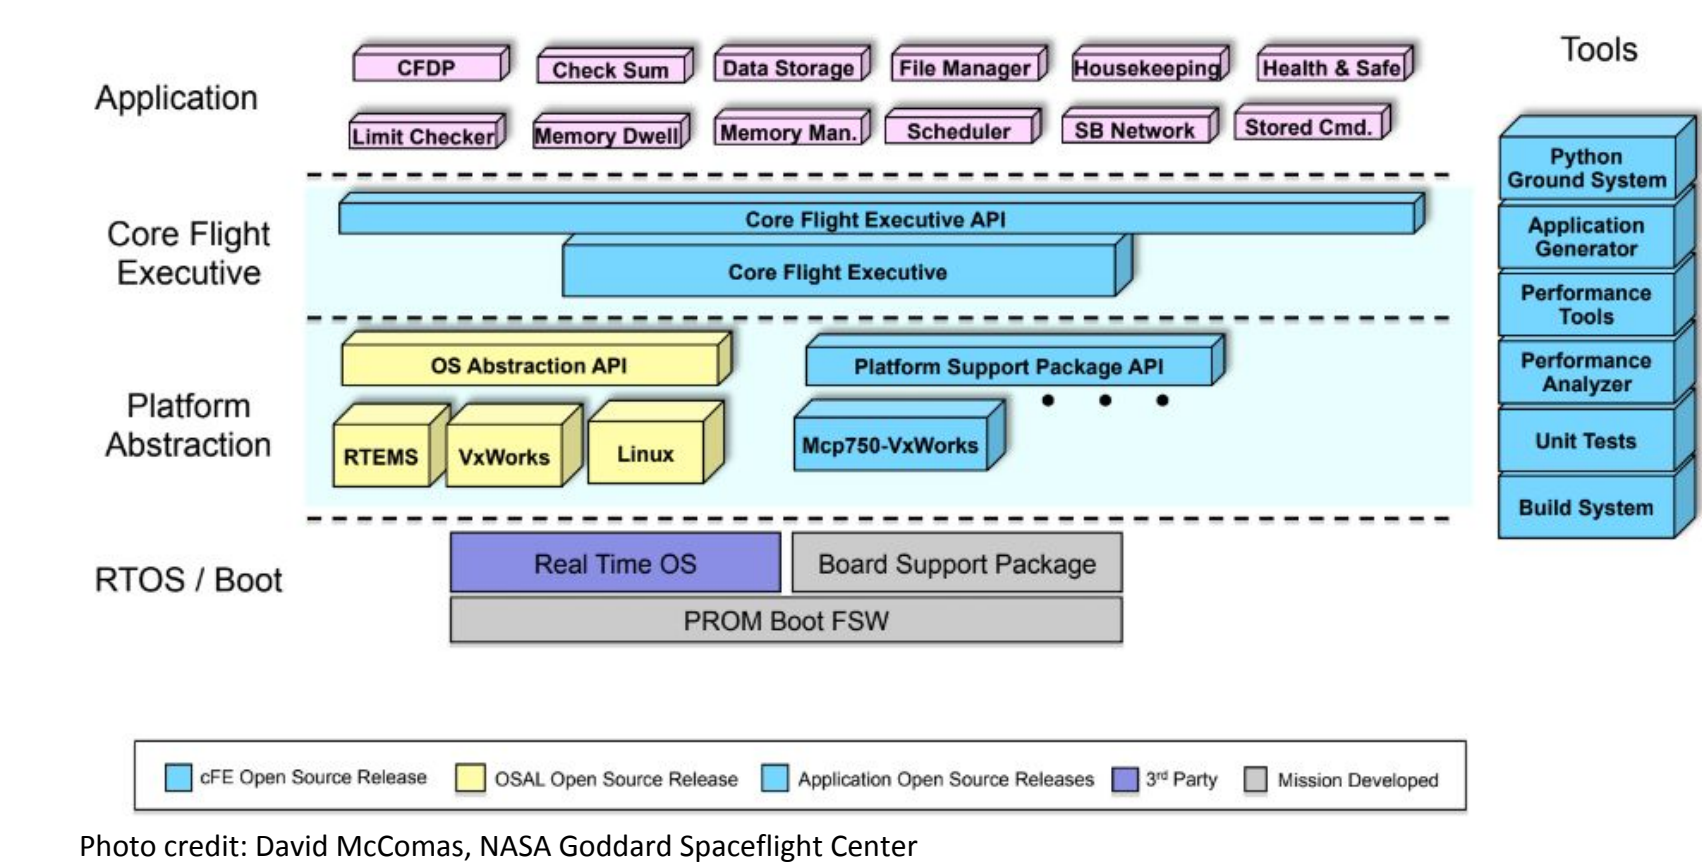 Application
CFDP
Check Sum
Data Storage
File Manager
Housekeeping
Health & Safe
Limit Checker
Memory Dwell
Memory Man.
Scheduler
SB Network
Stored Cmd.
Core Flight
Executive
Core Flight Executive API
Core Flight Executive
Platform
Abstraction
OS Abstraction API
Platform Support Package API
RTEMS
VxWorks
Linux
Mcp750-VxWorks
• • •
RTOS / Boot
Real Time OS
Board Support Package
PROM Boot FSW
Tools
Python
Ground System
Application
Generator
Performance
Tools
Performance
Analyzer
Unit Tests
Build System
cFE Open Source Release
OSAL Open Source Release
Application Open Source Releases
3rd Party
Mission Developed
Photo credit: David McComas, NASA Goddard Spaceflight Center